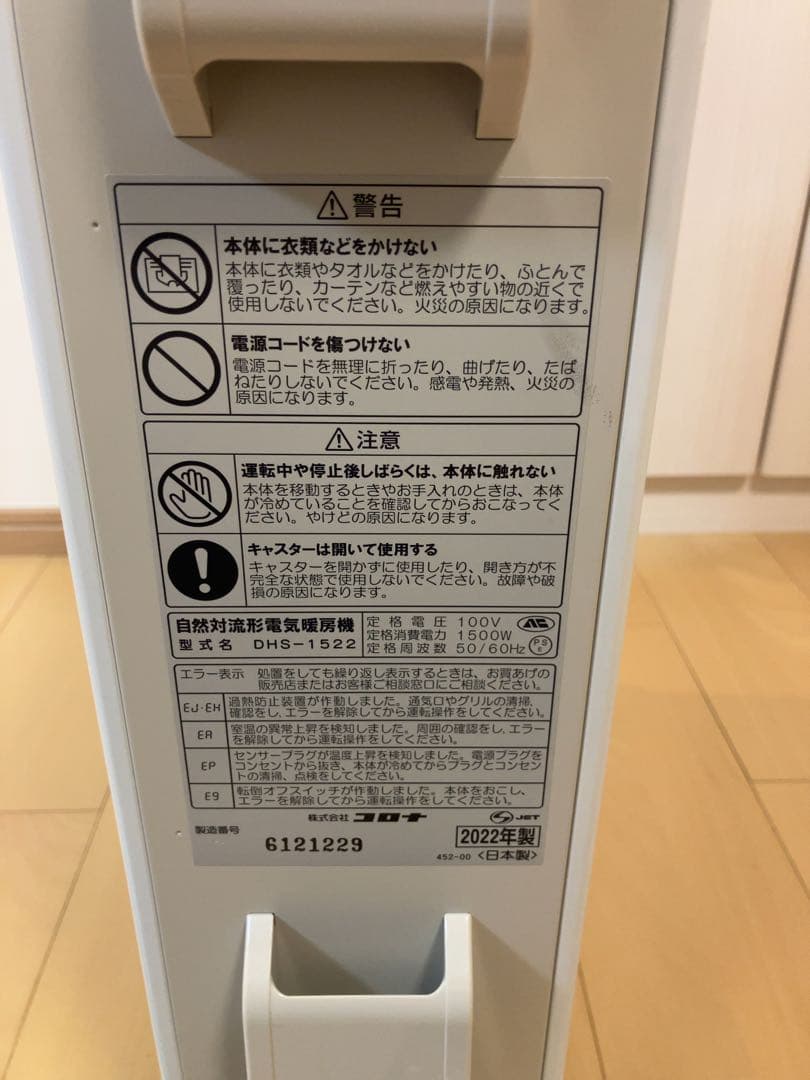 警告
本体に衣類などをかけない
本体に衣類やタオルなどをかけたり、ふとんで
覆ったり、カーテンなど燃えやすい物の近くで
使用しないでください。火災の原因になります。
電源コードを傷つけない
電源コードを無理に折ったり、曲げたり、たば
ねたりしないでください。感電や発熱、火災の
原因になります。
注意
運転中や停止後しばらくは、本体に触れない
本体を移動するときやお手入れのときは、本体
が冷めていることを確認してからおこなってく
ださい。やけどの原因になります。
キャスターは開いて使用する
キャスターを開かずに使用したり、開き方が不
完全な状態で使用しないでください。故障や破
損の原因になります。
自然対流形電気暖房機
型式名 DHS-1522
定格電圧 100V
定格消費電力 1500W
定格周波数 50/60Hz
PS
E
エラー表示 処置をしても繰り返し表示するときは、お買あげの
販売店またはお客様ご相談窓口にご相談ください。
EJ・EH 過熱防止装置が作動しました。通気口やグリルの清掃、
確認をし、エラーを解除してから運転操作をしてください。
EA 室温の異常上昇を検知しました。周囲の確認をし、エラー
を解除してから運転操作をしてください。
EP センサープラグが温度上昇を検知しました。電源プラグを
コンセントから抜き、本体が冷めてからプラグとコンセン
トの清掃、点検をしてください。
E9 転倒オフスイッチが作動しました。本体をおこし、
エラーを解除してから運転操作をしてください。
株式会社 コロナ
JET
製造番号
6121229
2022年製
452-00 <日本製>